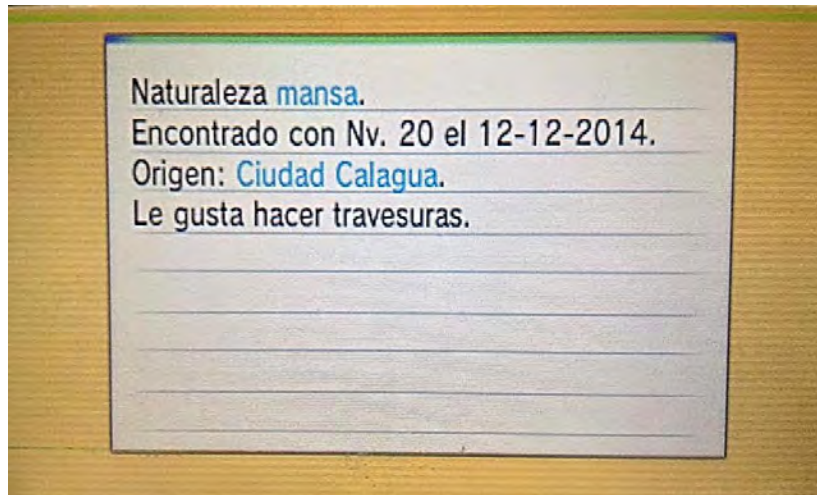 Naturaleza mansa.
Encontrado con Nv. 20 el 12-12-2014.
Origen: Ciudad Calagua.
Le gusta hacer travesuras.